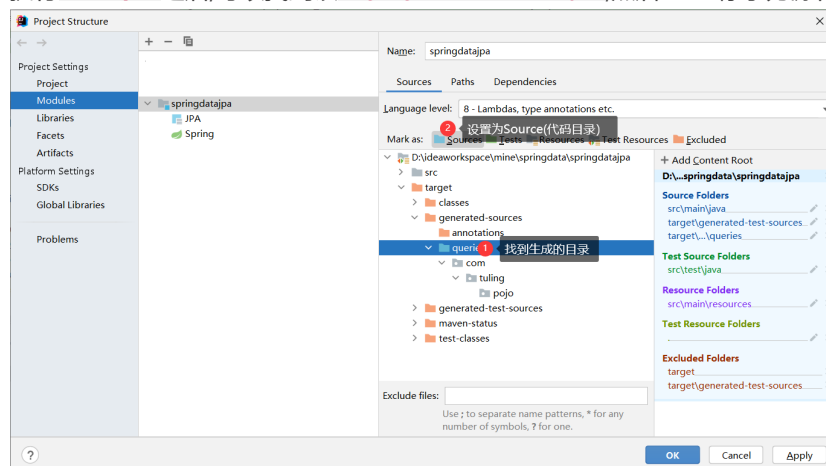 Project Structure
Project Settings
Project
Modules
Libraries
Facets
Artifacts
Platform Settings
SDKs
Global Libraries
Problems
springdatajpa
JPA
Spring
Name: springdatajpa
Sources Paths Dependencies
Language level: 8 - Lambdas, type annotations etc.
2 设置为Source(代码目录)
Mark as: Sources Tests Resources Test Resources Excluded
D:\ideaworkspace\mine\springdata\springdatajpa
src
target
classes
generated-sources
annotations
queries
1 找到生成的目录
com
tuling
pojo
generated-test-sources
maven-status
test-classes
+ Add Content Root
D:\...springdata\springdatajpa
Source Folders
src\main\java
target\generated-test-sources
target\...\queries
Test Source Folders
src\test\java
Resource Folders
src\main\resources
Test Resource Folders
.
Excluded Folders
target
target\generated-test-sources
Exclude files:
Use ; to separate name patterns, * for any
number of symbols, ? for one.
?
OK Cancel Apply